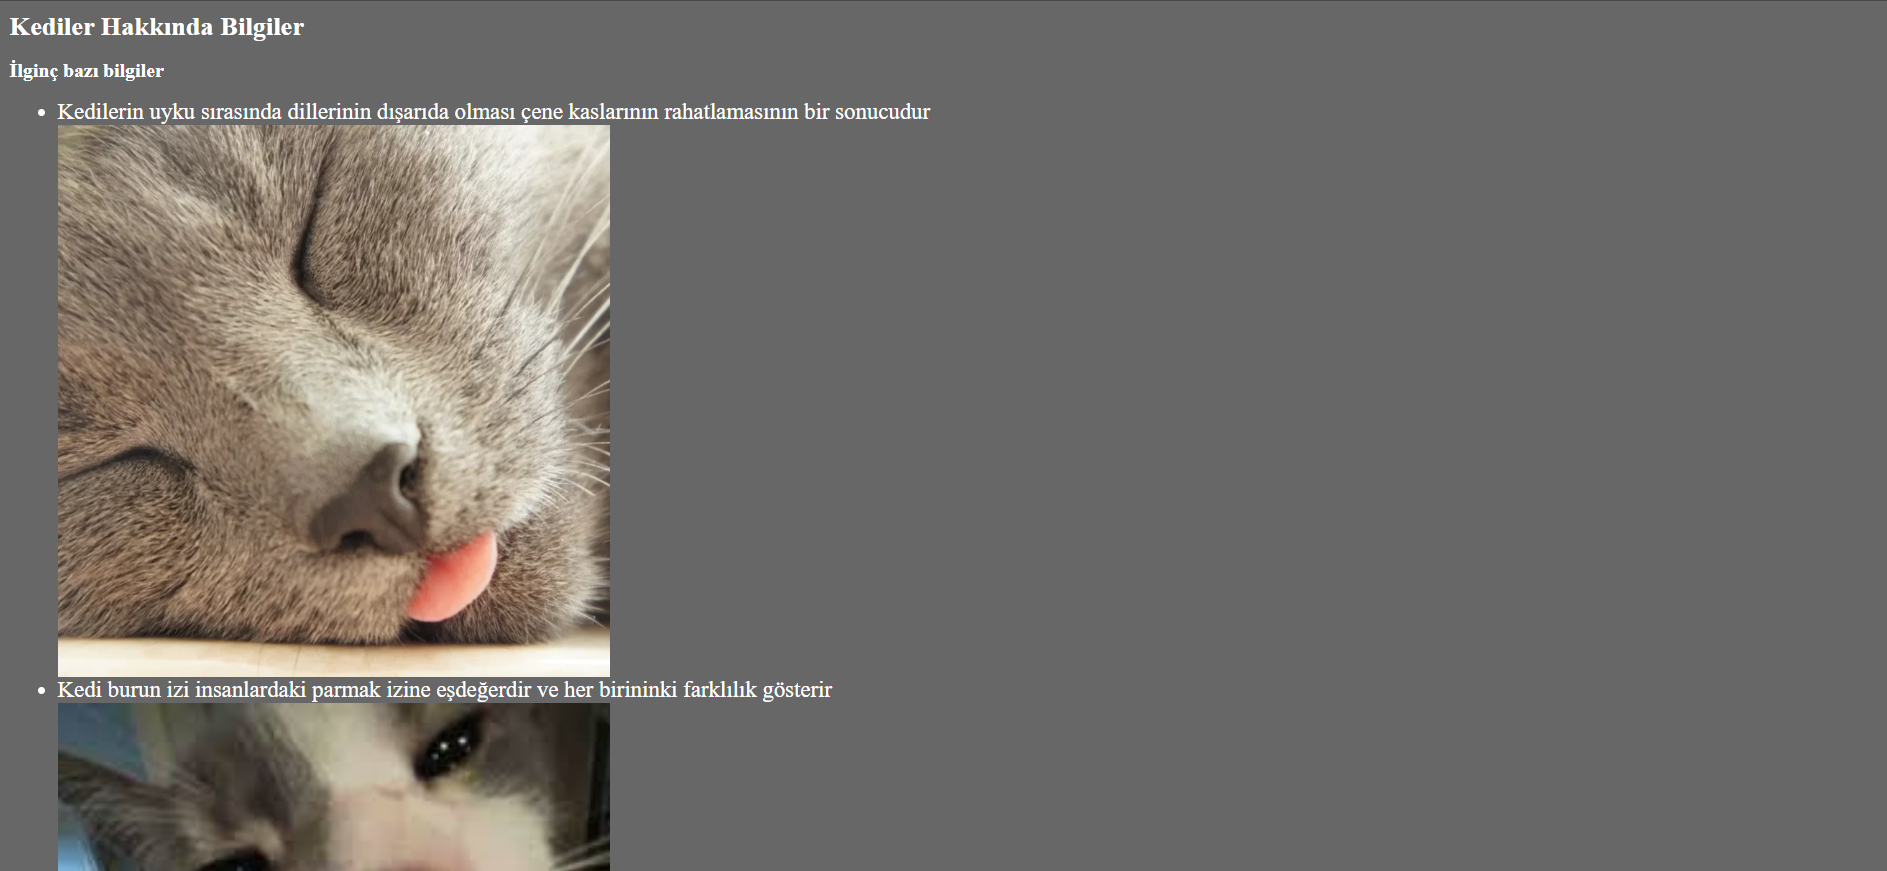 Kediler Hakkında Bilgiler
İlginç bazı bilgiler
Kedilerin uyku sırasında dillerinin dışarıda olması çene kaslarının rahatlamasının bir sonucudur
Kedi burun izi insanlardaki parmak izine eşdeğerdir ve her birininki farklılık gösterir